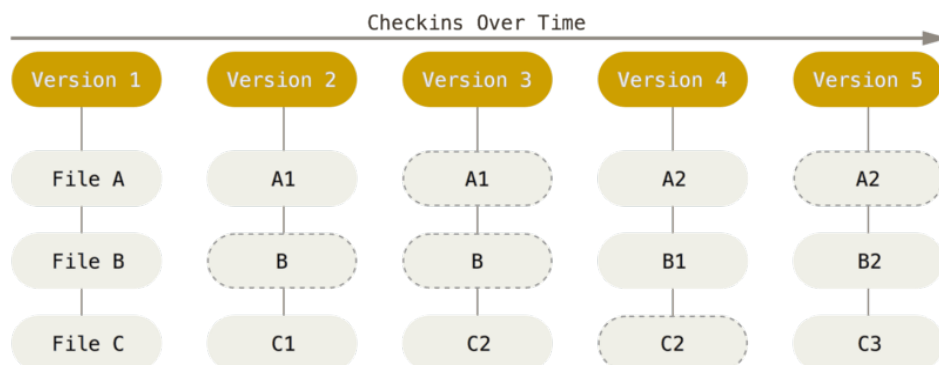 Checkins Over Time
Version 1 Version 2 Version 3 Version 4 Version 5
File A A1 A1 A2 A2
File B B B B1 B2
File C C1 C2 C2 C3